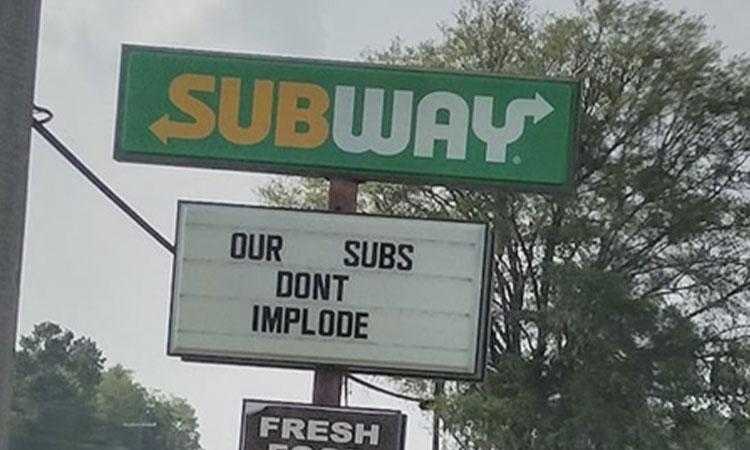 SUBWAY
OUR SUBS
DONT
IMPLODE
FRESH